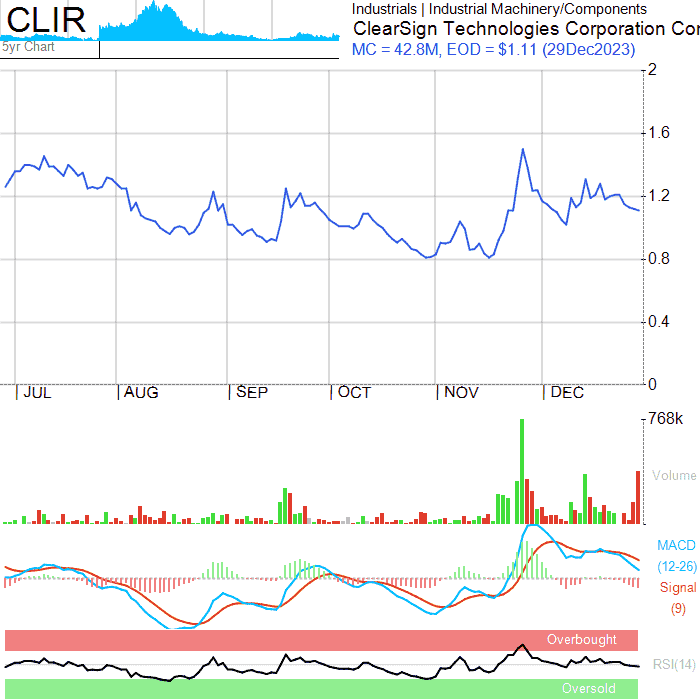 CLIR
5yr Chart
Industrials | Industrial Machinery/Components
ClearSign Technologies Corporation Cor
MC = 42.8M, EOD = $1.11 (29Dec2023)
2
1.6
1.2
0.8
0.4
0
JUL AUG SEP OCT NOV DEC
768k
Volume
MACD
(12-26)
Signal
(9)
Overbought
RSI(14)
Oversold